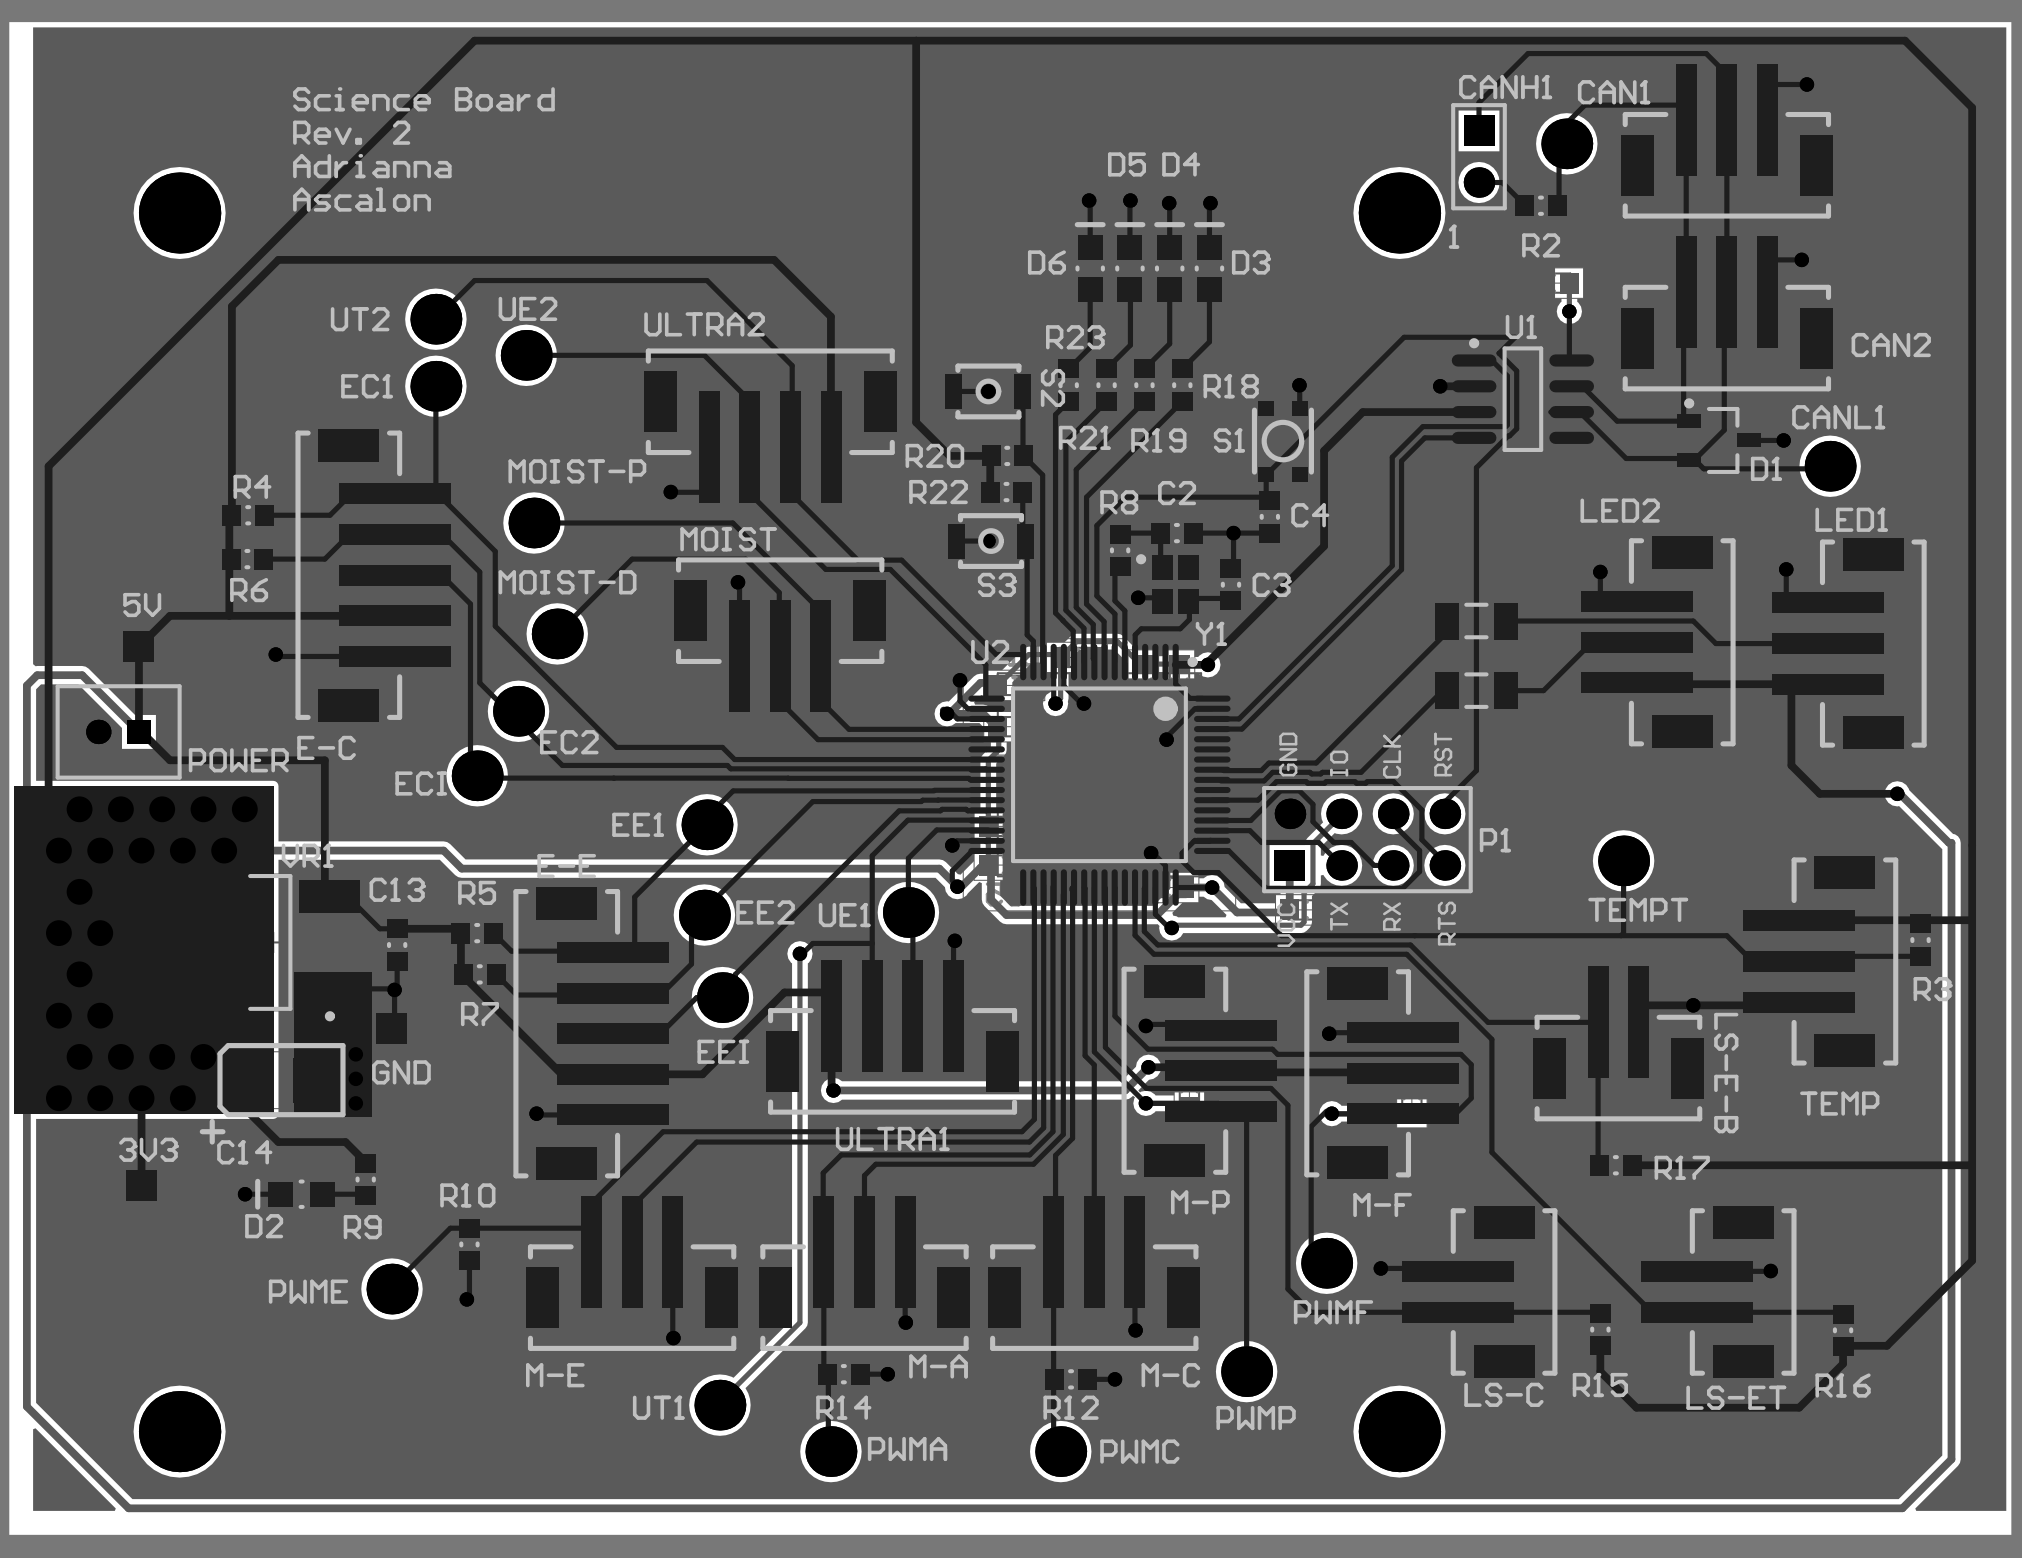 Science Board
Rev. 2
Adrianna
Ascalon
CANH1
CAN1
1
R2
D5 D4
D6
D3
UT2
UE2
ULTRA2
EC1
R23
U1
CAN2
S2
R18
CANL1
R21
R19
S1
R20
D1
MOIST-P
R4
R22
R8
C2
C4
LED2
LED1
MOIST
MOIST-D
R6
S3
C3
5V
U2
Y1
EC2
E-C
POWER
ECI
GND
IO
CLK
RST
EE1
P1
VR1
E-E
C13
R5
EE2
UE1
VCC
TX
RX
RTS
TEMPT
R7
R3
EEI
GND
LS-E-B
TEMP
ULTRA1
3V3
+
C14
R17
R10
D2
R9
M-P
M-F
PWME
PWMF
M-E
M-A
M-C
UT1
R14
R12
PWMP
LS-C
R15
LS-ET
R16
PWMA
PWMC